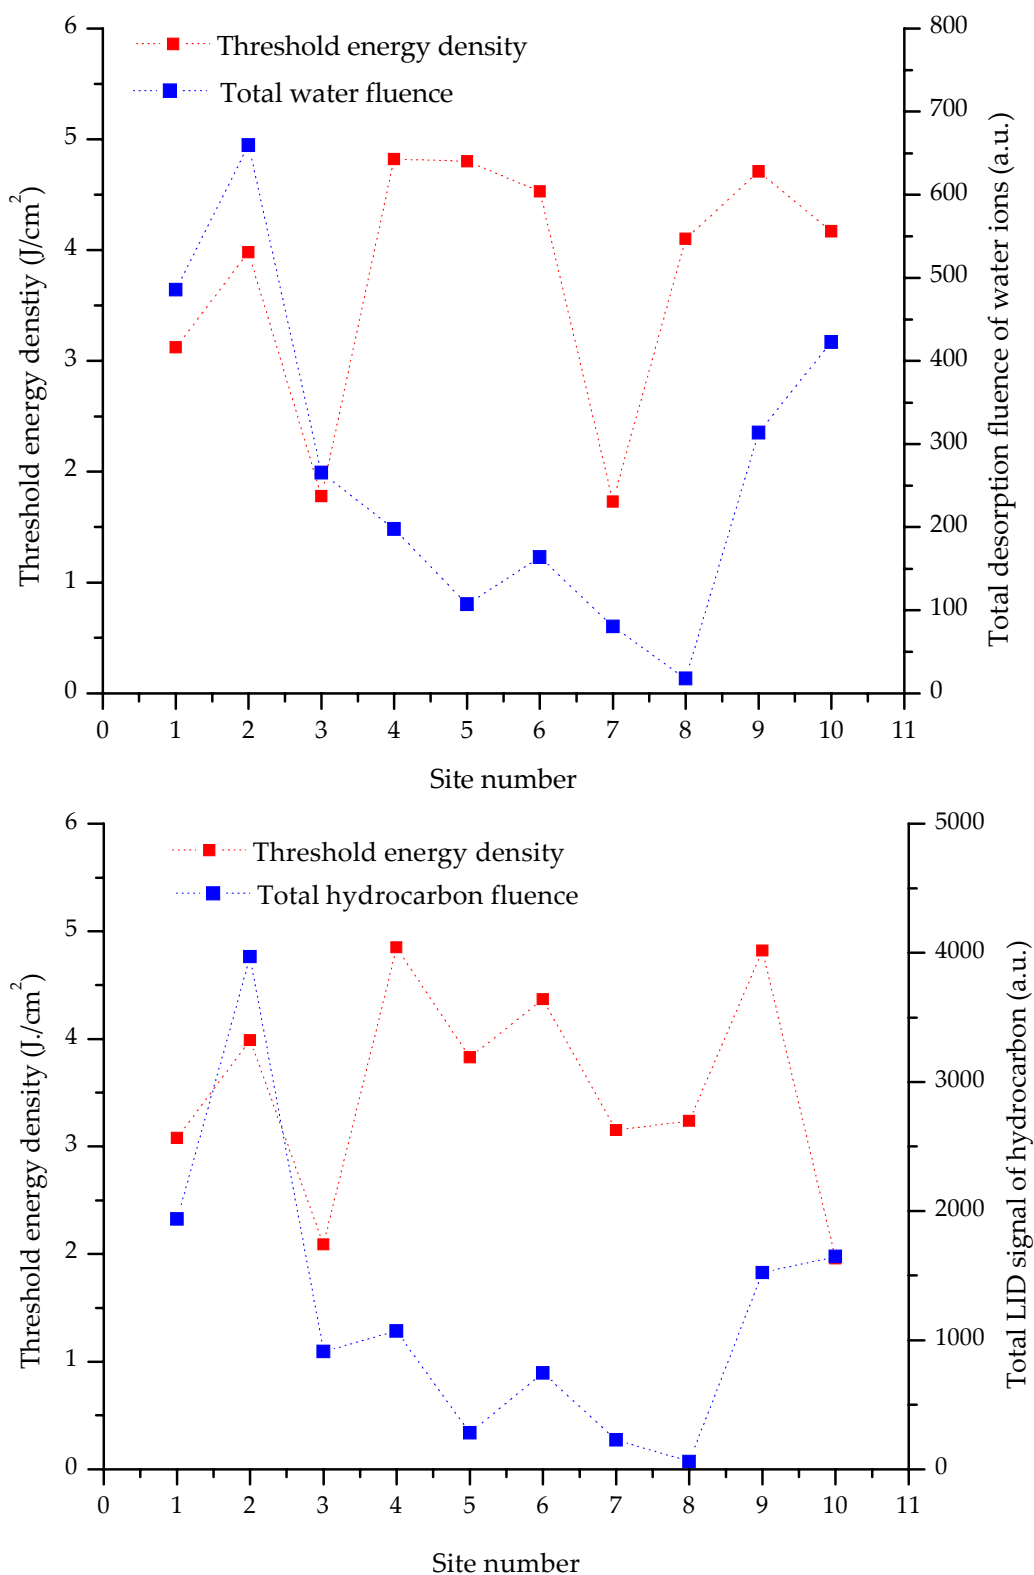 Threshold energy density
Total water fluence
Threshold energy denstiy (J/cm²)
6
5
4
3
2
1
0
Total desorption fluence of water ions (a.u.)
800
700
600
500
400
300
200
100
0
0 1 2 3 4 5 6 7 8 9 10 11
Site number
Threshold energy density
Total hydrocarbon fluence
Threshold energy density (J./cm²)
6
5
4
3
2
1
0
Total LID signal of hydrocarbon (a.u.)
5000
4000
3000
2000
1000
0
0 1 2 3 4 5 6 7 8 9 10 11
Site number